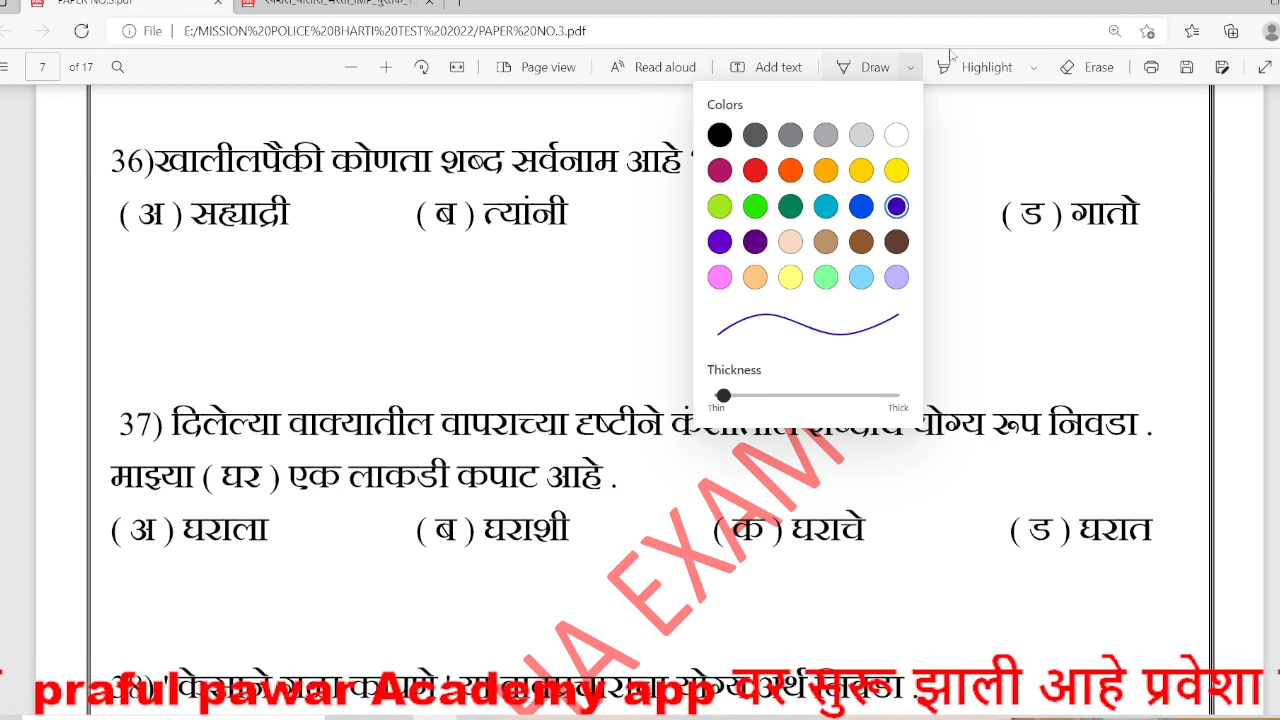 PAPER NO.3.pdf
File E:/MISSION%20POLICE%20BHARTI%20TEST%202022/PAPER%20NO.3.pdf
7 of 17 Page view Read aloud Add text Draw Highlight Erase
Colors
36)खालीलपैकी कोणता शब्द सर्वनाम आहे
( अ ) सह्याद्री ( ब ) त्यांनी ( ड ) गातो
Thickness
Thin Thick
37) दिलेल्या वाक्यातील वापराच्या दृष्टीने कंसातील शब्दाचे योग्य रूप निवडा .
माझ्या ( घर ) एक लाकडी कपाट आहे .
( अ ) घराला ( ब ) घराशी ( क ) घराचे ( ड ) घरात
EXAM
praful pawar Academy app वर सुरू झाली आहे प्रवेशा